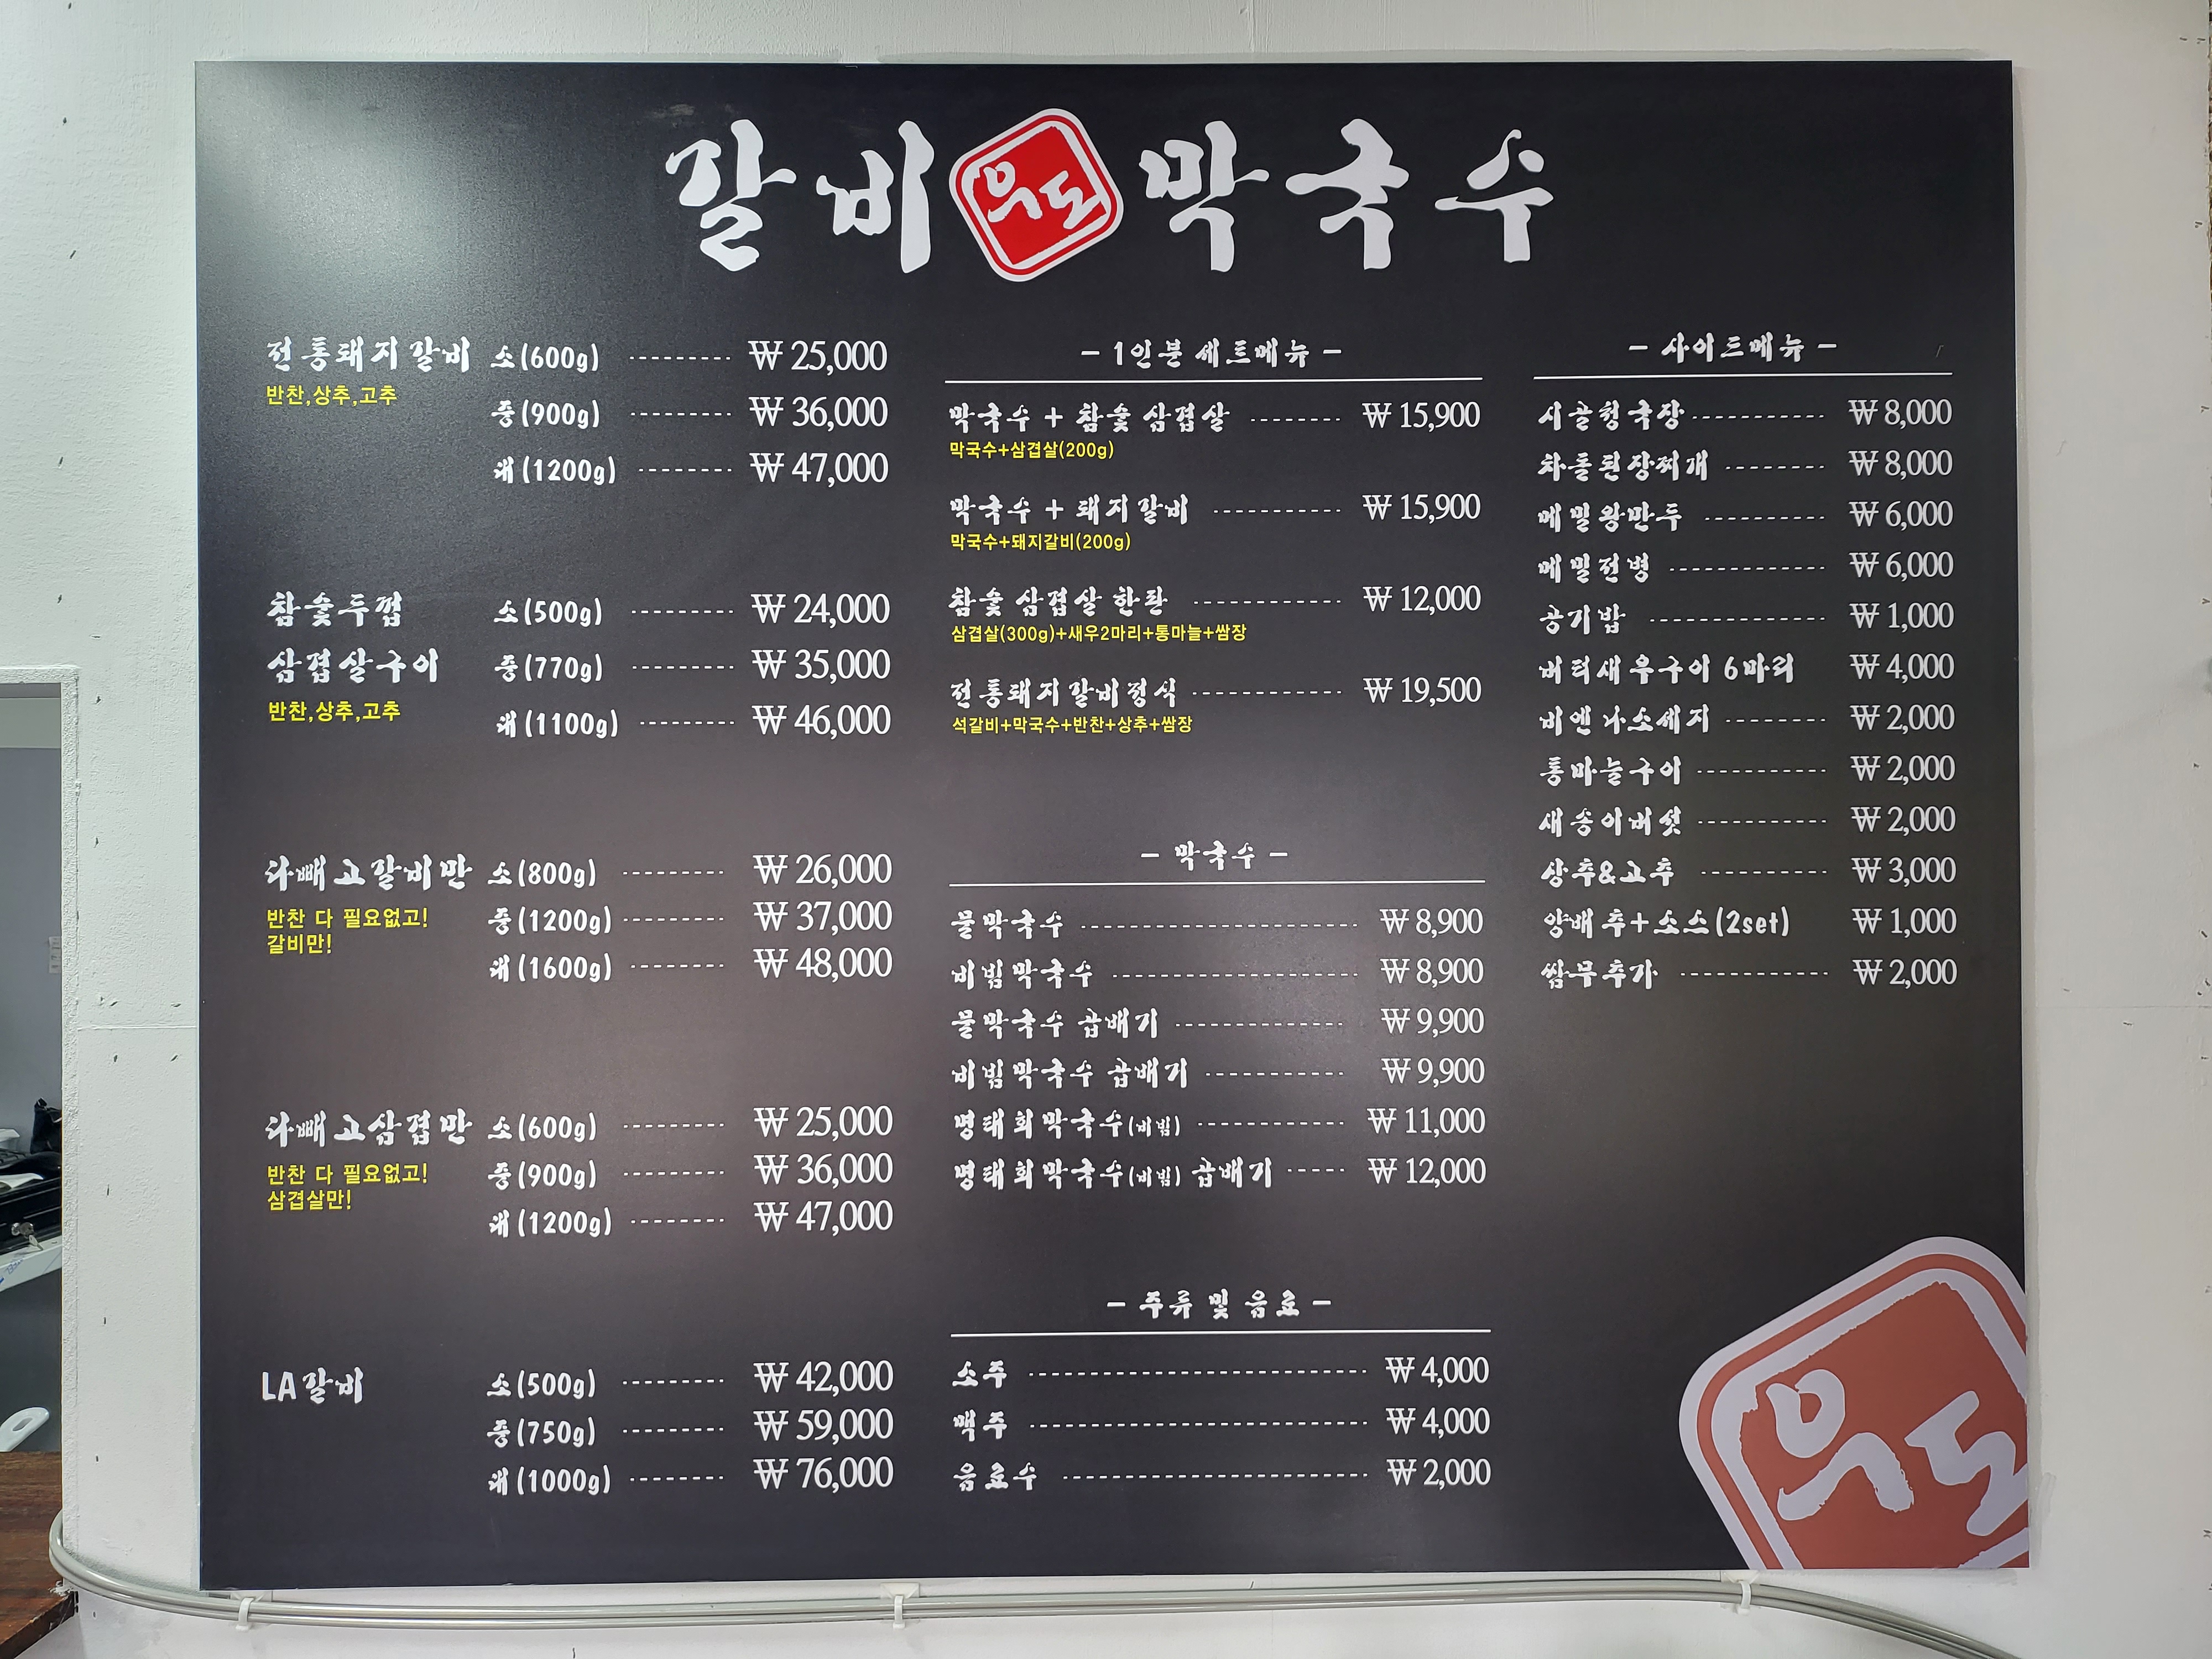 갈비 우도 막국수
전통돼지갈비 소(600g) ₩ 25,000
반찬,상추,고추
중(900g) ₩ 36,000
대(1200g) ₩ 47,000
참숯두껍 소(500g) ₩ 24,000
삼겹살구이 중(770g) ₩ 35,000
반찬,상추,고추
대(1100g) ₩ 46,000
다빼고갈비만 소(800g) ₩ 26,000
반찬 다 필요없고! 중(1200g) ₩ 37,000
갈비만!
대(1600g) ₩ 48,000
다빼고삼겹만 소(600g) ₩ 25,000
반찬 다 필요없고! 중(900g) ₩ 36,000
삼겹살만!
대(1200g) ₩ 47,000
LA갈비 소(500g) ₩ 42,000
중(750g) ₩ 59,000
대(1000g) ₩ 76,000
- 1인분 세트메뉴 -
막국수 + 참숯 삼겹살 ₩ 15,900
막국수+삼겹살(200g)
막국수 + 돼지갈비 ₩ 15,900
막국수+돼지갈비(200g)
참숯 삼겹살 한판 ₩ 12,000
삼겹살(300g)+새우2마리+통마늘+쌈장
전통돼지갈비정식 ₩ 19,500
석갈비+막국수+반찬+상추+쌈장
- 막국수 -
물막국수 ₩ 8,900
비빔막국수 ₩ 8,900
물막국수 곱배기 ₩ 9,900
비빔막국수 곱배기 ₩ 9,900
명태회막국수(비빔) ₩ 11,000
명태회막국수(비빔) 곱배기 ₩ 12,000
- 주류 및 음료 -
소주 ₩ 4,000
맥주 ₩ 4,000
음료수 ₩ 2,000
- 사이드메뉴 -
시골청국장 ₩ 8,000
차돌된장찌개 ₩ 8,000
메밀왕만두 ₩ 6,000
메밀전병 ₩ 6,000
공기밥 ₩ 1,000
버터새우구이 6마리 ₩ 4,000
비엔나소세지 ₩ 2,000
통마늘구이 ₩ 2,000
새송이버섯 ₩ 2,000
상추&고추 ₩ 3,000
양배추+소스(2set) ₩ 1,000
쌈무추가 ₩ 2,000
우도